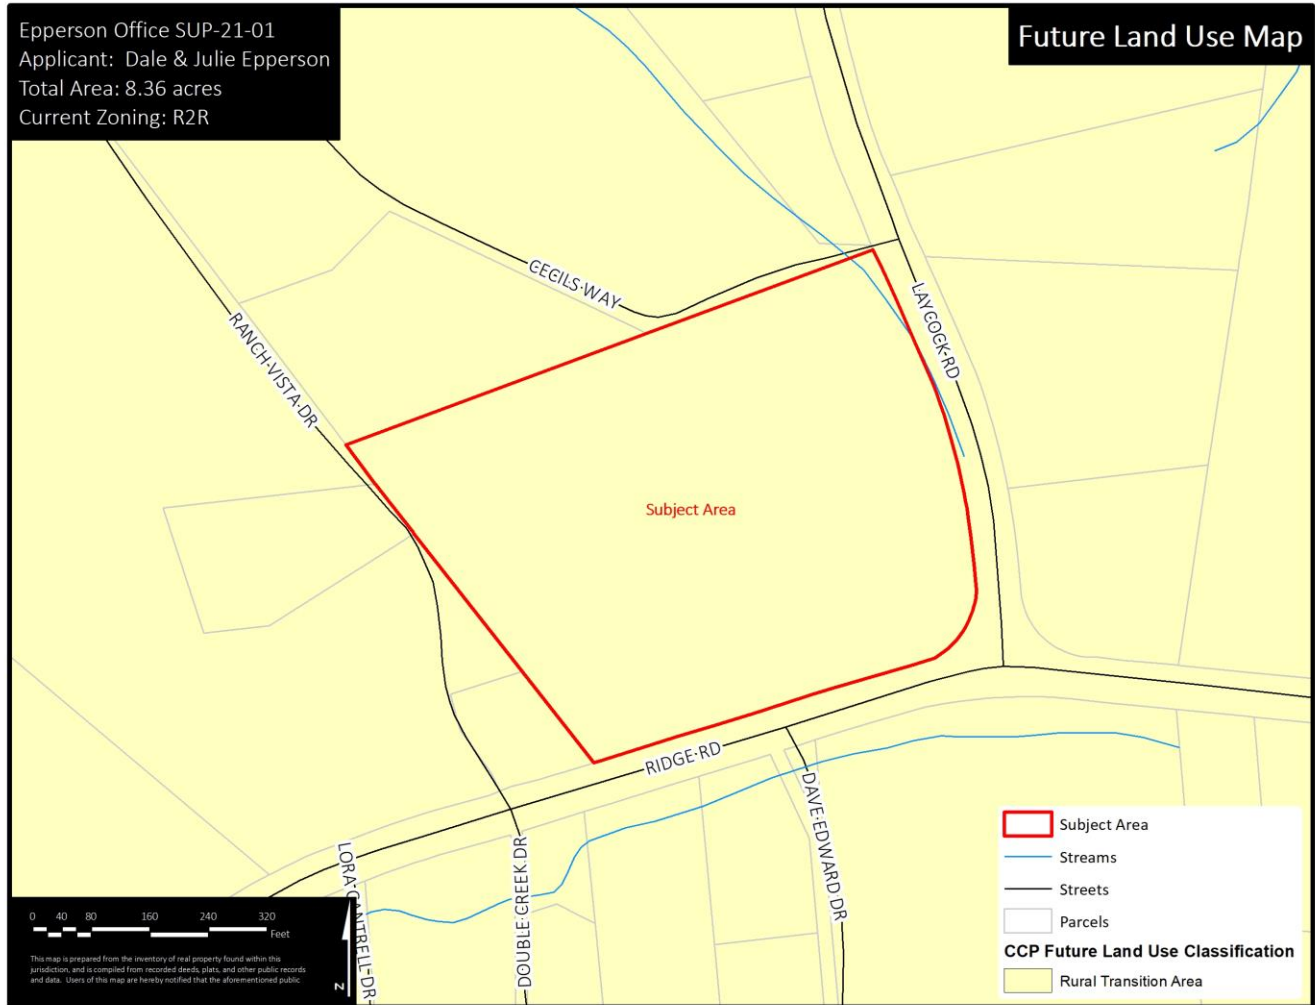 Epperson Office SUP-21-01
Applicant: Dale & Julie Epperson
Total Area: 8.36 acres
Current Zoning: R2R
Future Land Use Map
CECILS WAY
RANCH VISTA DR
LAYCOCK RD
Subject Area
RIDGE RD
DAVE EDWARD DR
LORA CANTRELL DR
DOUBLE CREEK DR
0 40 80 160 240 320
Feet
This map is prepared from the inventory of real property found within this
jurisdiction, and is compiled from recorded deeds, plats, and other public records
and data. Users of this map are hereby notified that the aforementioned public
N
Subject Area
Streams
Streets
Parcels
CCP Future Land Use Classification
Rural Transition Area